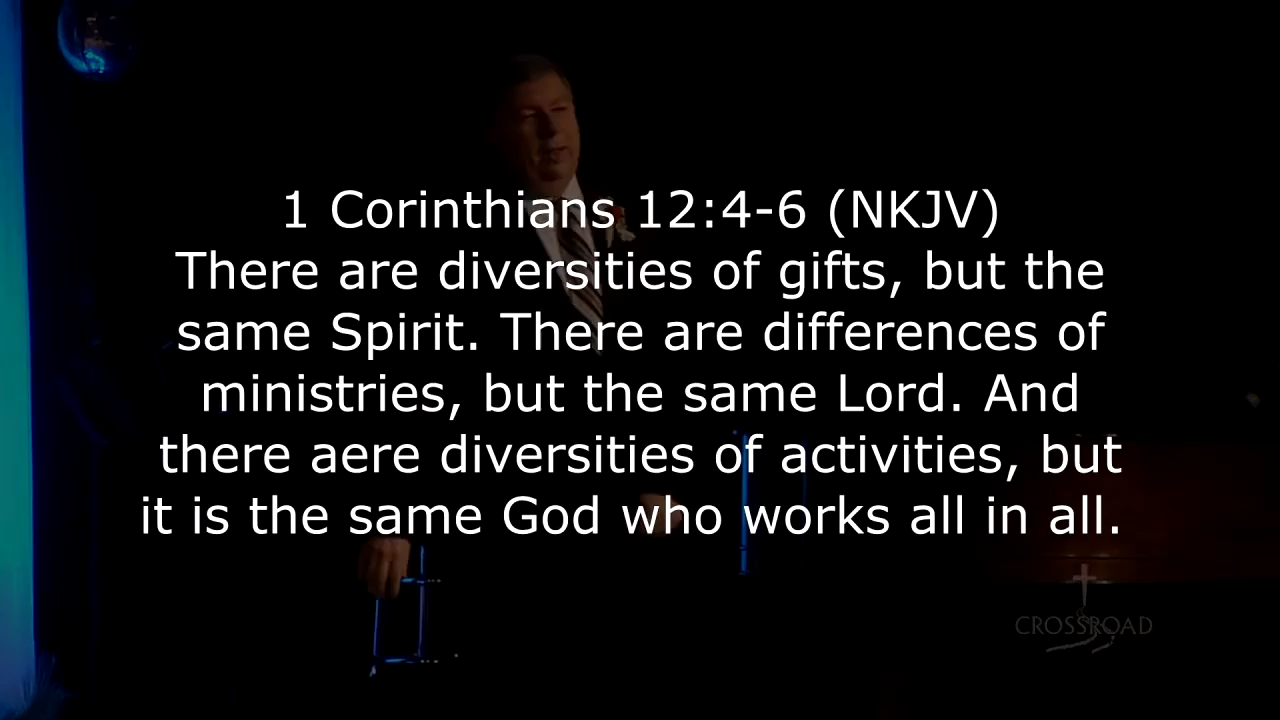 1 Corinthians 12:4-6 (NKJV)
There are diversities of gifts, but the
same Spirit. There are differences of
ministries, but the same Lord. And
there aere diversities of activities, but
it is the same God who works all in all.
CROSSROAD